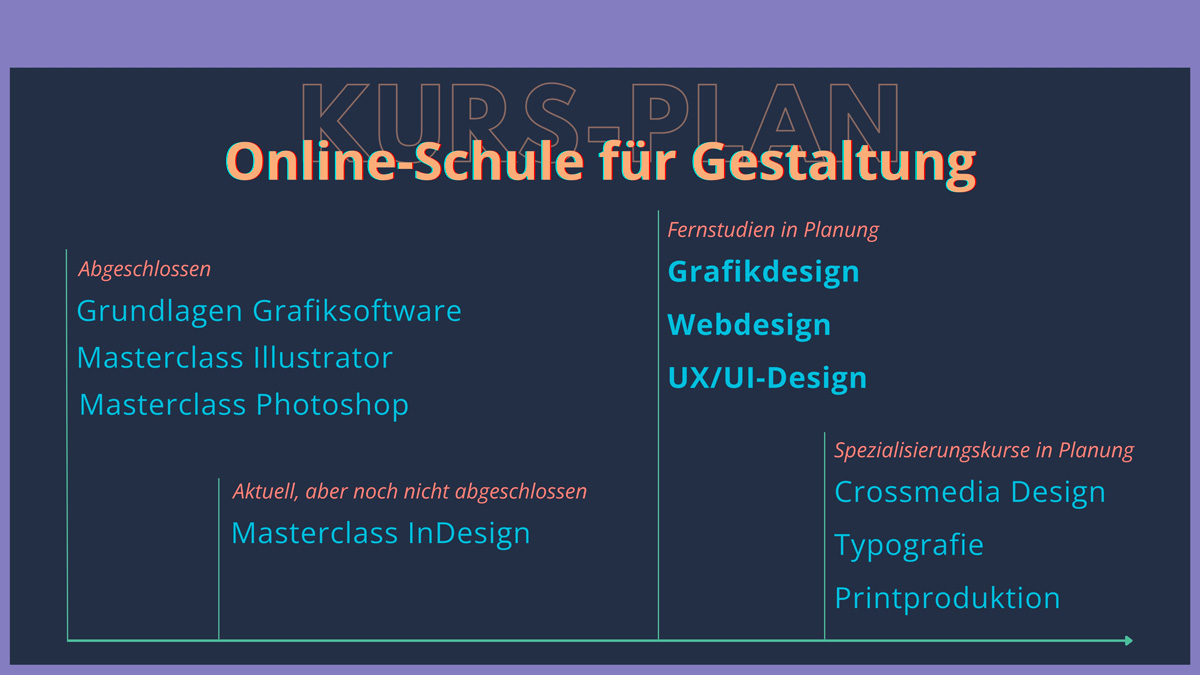 KURS-PLAN
Online-Schule für Gestaltung
Abgeschlossen
Grundlagen Grafiksoftware
Masterclass Illustrator
Masterclass Photoshop
Aktuell, aber noch nicht abgeschlossen
Masterclass InDesign
Fernstudien in Planung
Grafikdesign
Webdesign
UX/UI-Design
Spezialisierungskurse in Planung
Crossmedia Design
Typografie
Printproduktion